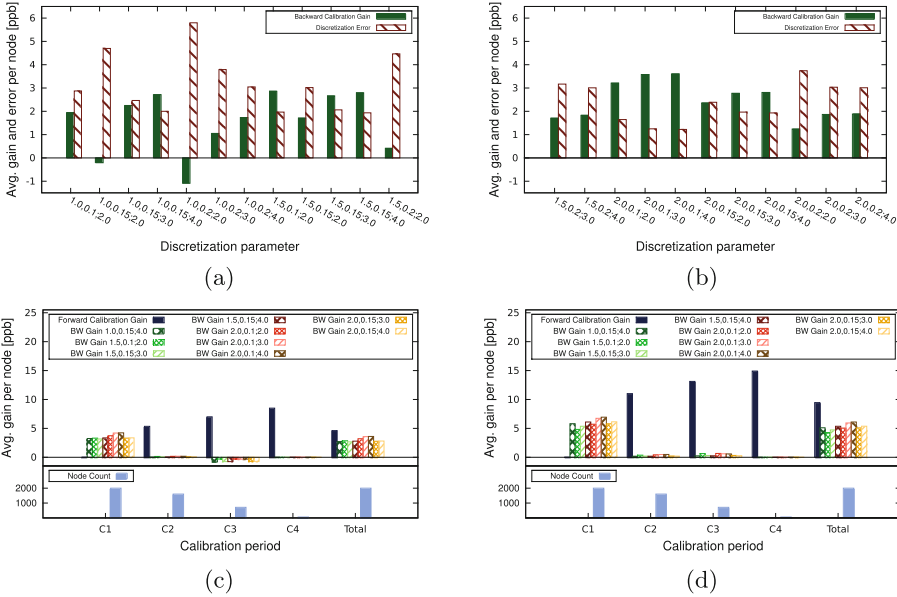 Avg. gain and error per node [ppb]
6
5
4
3
2
1
0
-1
Backward Calibration Gain
Discretization Error
1.0,0.1;2.0
1.0,0.15;2.0
1.0,0.15;3.0
1.0,0.15;4.0
1.0,0.2;2.0
1.0,0.2;3.0
1.0,0.2;4.0
1.5,0.1;2.0
1.5,0.15;2.0
1.5,0.15;3.0
1.5,0.15;4.0
1.5,0.2;2.0
Discretization parameter
(a)
Avg. gain and error per node [ppb]
6
5
4
3
2
1
0
-1
Backward Calibration Gain
Discretization Error
1.5,0.2;3.0
1.5,0.2;4.0
2.0,0.1;2.0
2.0,0.1;3.0
2.0,0.1;4.0
2.0,0.15;2.0
2.0,0.15;3.0
2.0,0.15;4.0
2.0,0.2;2.0
2.0,0.2;3.0
2.0,0.2;4.0
Discretization parameter
(b)
Avg. gain per node [ppb]
25
20
15
10
5
0
Forward Calibration Gain
BW Gain 1.0,0.15;4.0
BW Gain 1.5,0.1;2.0
BW Gain 1.5,0.15;3.0
BW Gain 1.5,0.15;4.0
BW Gain 2.0,0.1;2.0
BW Gain 2.0,0.1;3.0
BW Gain 2.0,0.1;4.0
BW Gain 2.0,0.15;3.0
BW Gain 2.0,0.15;4.0
Node Count
2000
1000
C1
C2
C3
C4
Total
Calibration period
(c)
Avg. gain per node [ppb]
25
20
15
10
5
0
Forward Calibration Gain
BW Gain 1.0,0.15;4.0
BW Gain 1.5,0.1;2.0
BW Gain 1.5,0.15;3.0
BW Gain 1.5,0.15;4.0
BW Gain 2.0,0.1;2.0
BW Gain 2.0,0.1;3.0
BW Gain 2.0,0.1;4.0
BW Gain 2.0,0.15;3.0
BW Gain 2.0,0.15;4.0
Node Count
2000
1000
C1
C2
C3
C4
Total
Calibration period
(d)